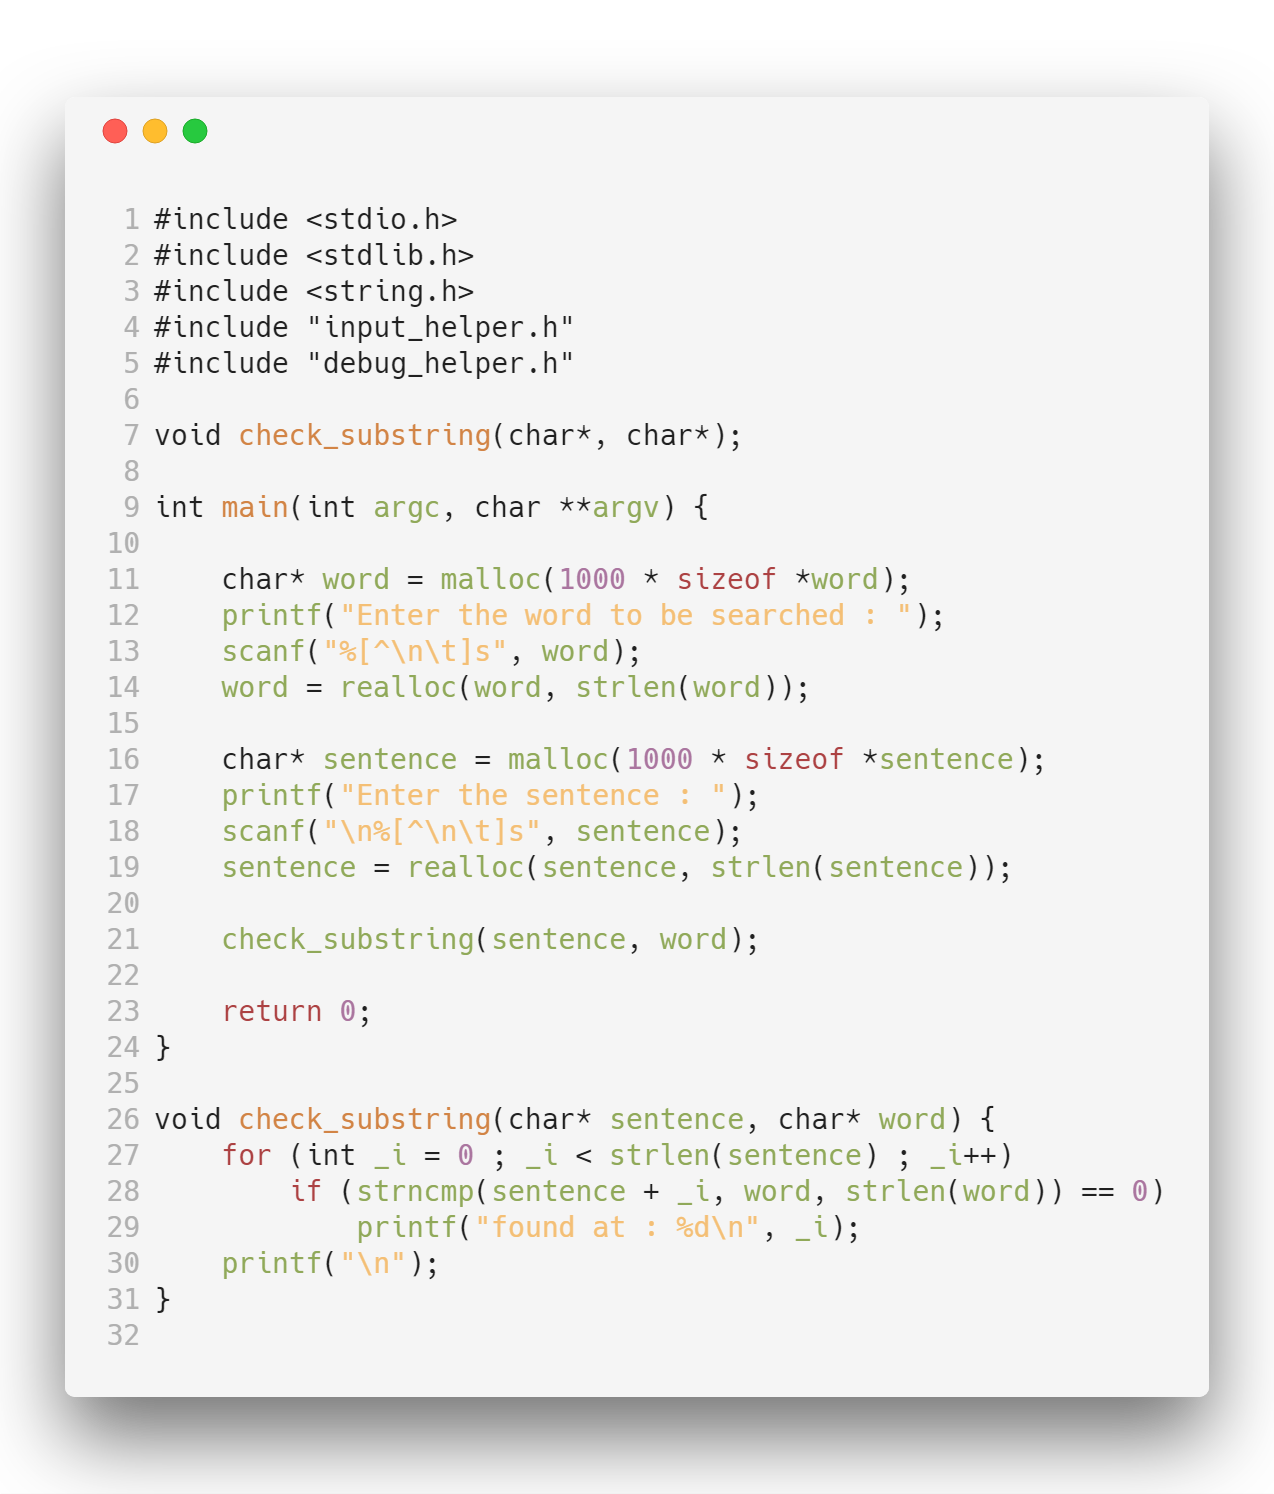 1 #include <stdio.h>
2 #include <stdlib.h>
3 #include <string.h>
4 #include "input_helper.h"
5 #include "debug_helper.h"
6
7 void check_substring(char*, char*);
8
9 int main(int argc, char **argv) {
10
11     char* word = malloc(1000 * sizeof *word);
12     printf("Enter the word to be searched : ");
13     scanf("%[^\n\t]s", word);
14     word = realloc(word, strlen(word));
15
16     char* sentence = malloc(1000 * sizeof *sentence);
17     printf("Enter the sentence : ");
18     scanf("\n%[^\n\t]s", sentence);
19     sentence = realloc(sentence, strlen(sentence));
20
21     check_substring(sentence, word);
22
23     return 0;
24 }
25
26 void check_substring(char* sentence, char* word) {
27     for (int _i = 0 ; _i < strlen(sentence) ; _i++)
28         if (strncmp(sentence + _i, word, strlen(word)) == 0)
29             printf("found at : %d\n", _i);
30     printf("\n");
31 }
32